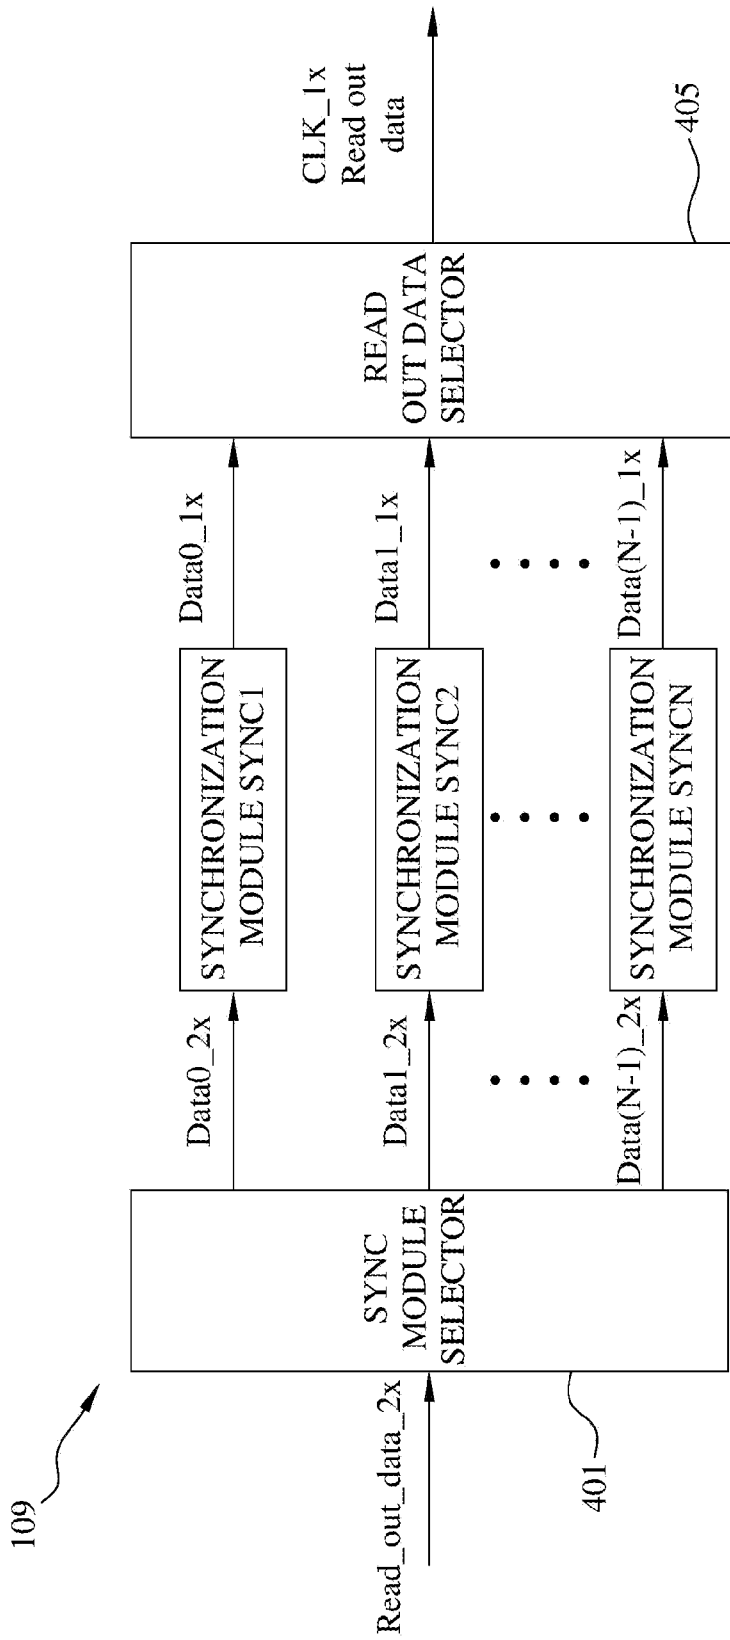 109
Read_out_data_2x
SYNC
MODULE
SELECTOR
401
Data0_2x
SYNCHRONIZATION
MODULE SYNC1
Data0_1x
Data1_2x
SYNCHRONIZATION
MODULE SYNC2
Data1_1x
Data(N-1)_2x
SYNCHRONIZATION
MODULE SYNCN
Data(N-1)_1x
READ
OUT DATA
SELECTOR
405
CLK_1x
Read out
data